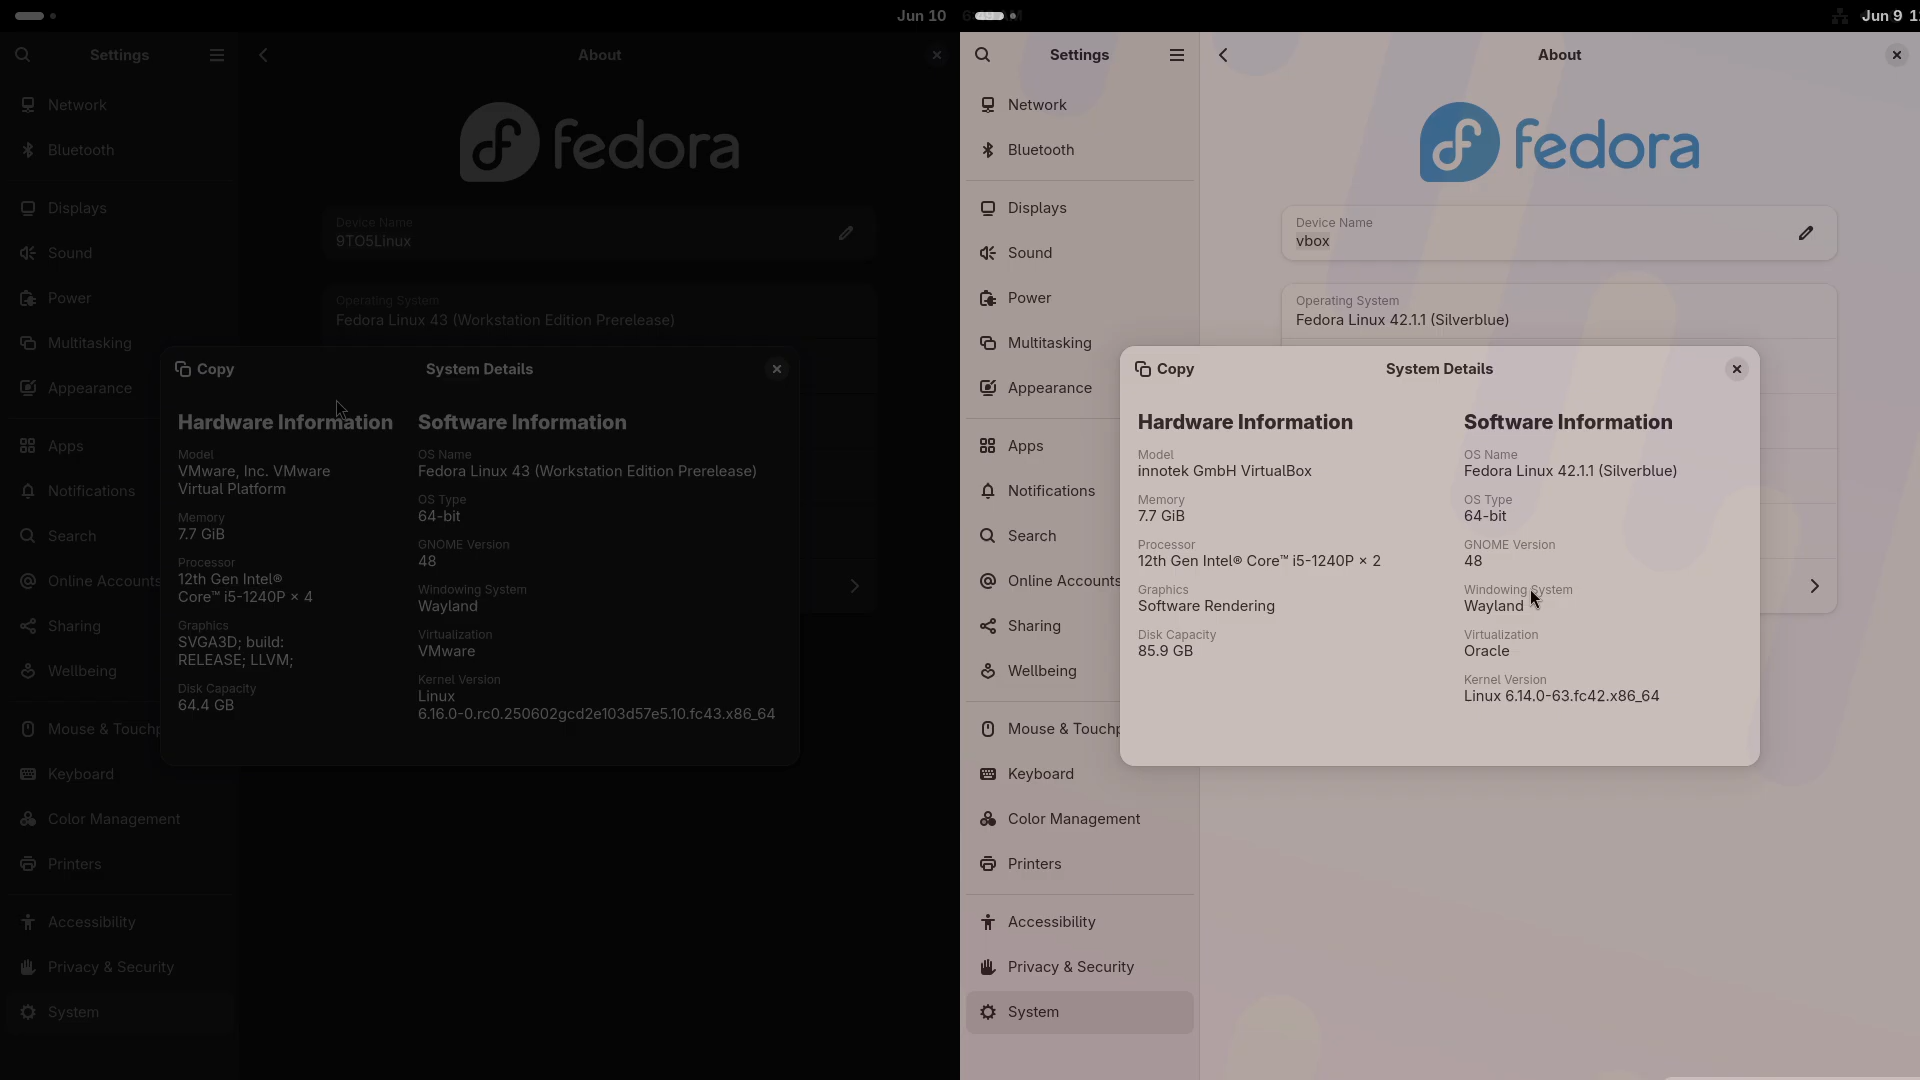 Jun 10
Settings
About
Network
Bluetooth
Displays
Sound
Power
Multitasking
Appearance
Apps
Notifications
Search
Online Accounts
Sharing
Wellbeing
Mouse & Touchp
Keyboard
Color Management
Printers
Accessibility
Privacy & Security
System
fedora
Device Name
9TO5Linux
Operating System
Fedora Linux 43 (Workstation Edition Prerelease)
Copy
System Details
Hardware Information
Model
VMware, Inc. VMware
Virtual Platform
Memory
7.7 GiB
Processor
12th Gen Intel®
Core™ i5-1240P × 4
Graphics
SVGA3D; build:
RELEASE; LLVM;
Disk Capacity
64.4 GB
Software Information
OS Name
Fedora Linux 43 (Workstation Edition Prerelease)
OS Type
64-bit
GNOME Version
48
Windowing System
Wayland
Virtualization
VMware
Kernel Version
Linux
6.16.0-0.rc0.250602gcd2e103d57e5.10.fc43.x86_64
Jun 9
Settings
About
Network
Bluetooth
Displays
Sound
Power
Multitasking
Appearance
Apps
Notifications
Search
Online Accounts
Sharing
Wellbeing
Mouse & Touchp
Keyboard
Color Management
Printers
Accessibility
Privacy & Security
System
fedora
Device Name
vbox
Operating System
Fedora Linux 42.1.1 (Silverblue)
Copy
System Details
Hardware Information
Model
innotek GmbH VirtualBox
Memory
7.7 GiB
Processor
12th Gen Intel® Core™ i5-1240P × 2
Graphics
Software Rendering
Disk Capacity
85.9 GB
Software Information
OS Name
Fedora Linux 42.1.1 (Silverblue)
OS Type
64-bit
GNOME Version
48
Windowing System
Wayland
Virtualization
Oracle
Kernel Version
Linux 6.14.0-63.fc42.x86_64